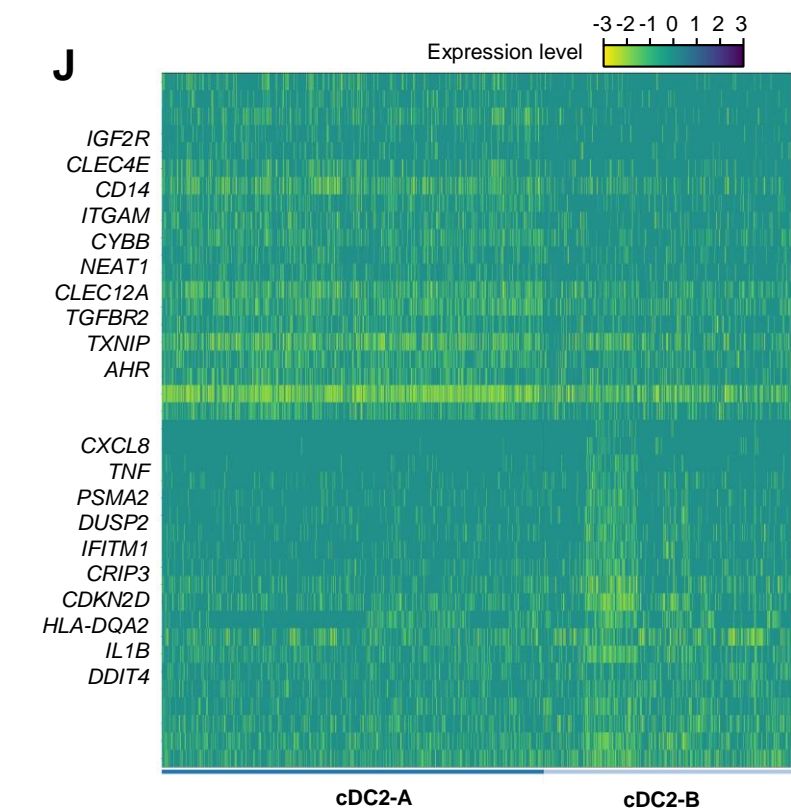 J
Expression level
-3 -2 -1 0 1 2 3
IGF2R
CLEC4E
CD14
ITGAM
CYBB
NEAT1
CLEC12A
TGFBR2
TXNIP
AHR
CXCL8
TNF
PSMA2
DUSP2
IFITM1
CRIP3
CDKN2D
HLA-DQA2
IL1B
DDIT4
cDC2-A cDC2-B